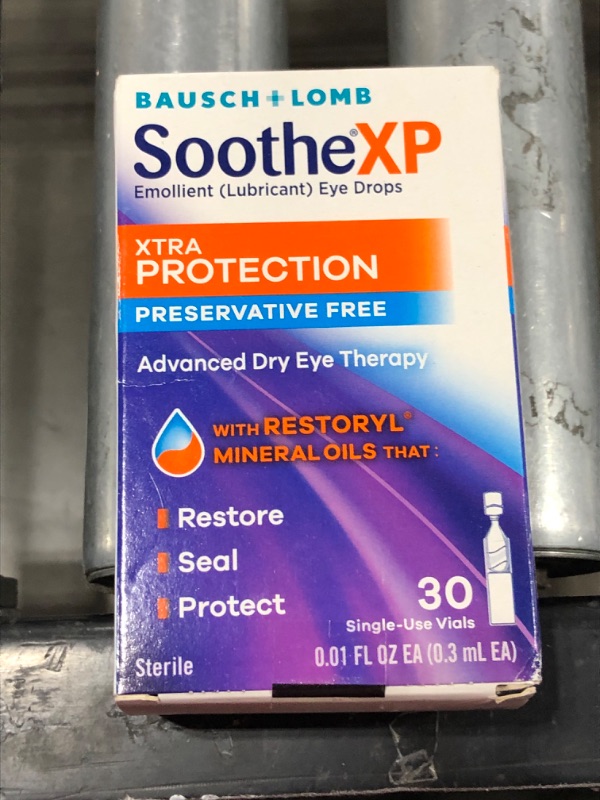 BAUSCH + LOMB
Soothe® XP
Emollient (Lubricant) Eye Drops
XTRA
PROTECTION
PRESERVATIVE FREE
Advanced Dry Eye Therapy
WITH RESTORYL®
MINERAL OILS THAT:
Restore
Seal
Protect
30
Single-Use Vials
Sterile
0.01 FL OZ EA (0.3 mL EA)